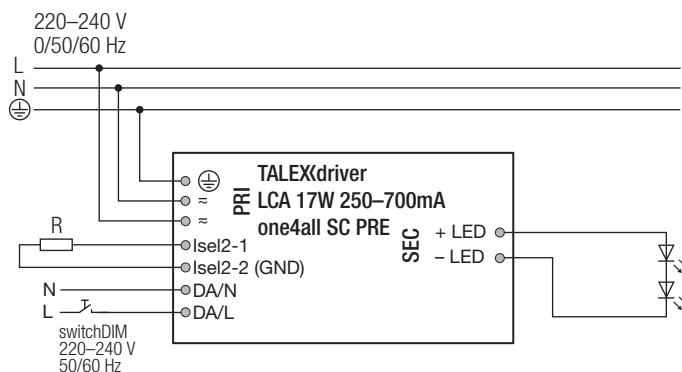 220–240 V
0/50/60 Hz
L
N
TALEXXdriver
LCA 17W 250–700mA
one4all SC PRE
PRI
≂
≂
SEC
+ LED
– LED
R
Isel2-1
Isel2-2 (GND)
N
DA/N
L
DA/L
switchDIM
220–240 V
50/60 Hz